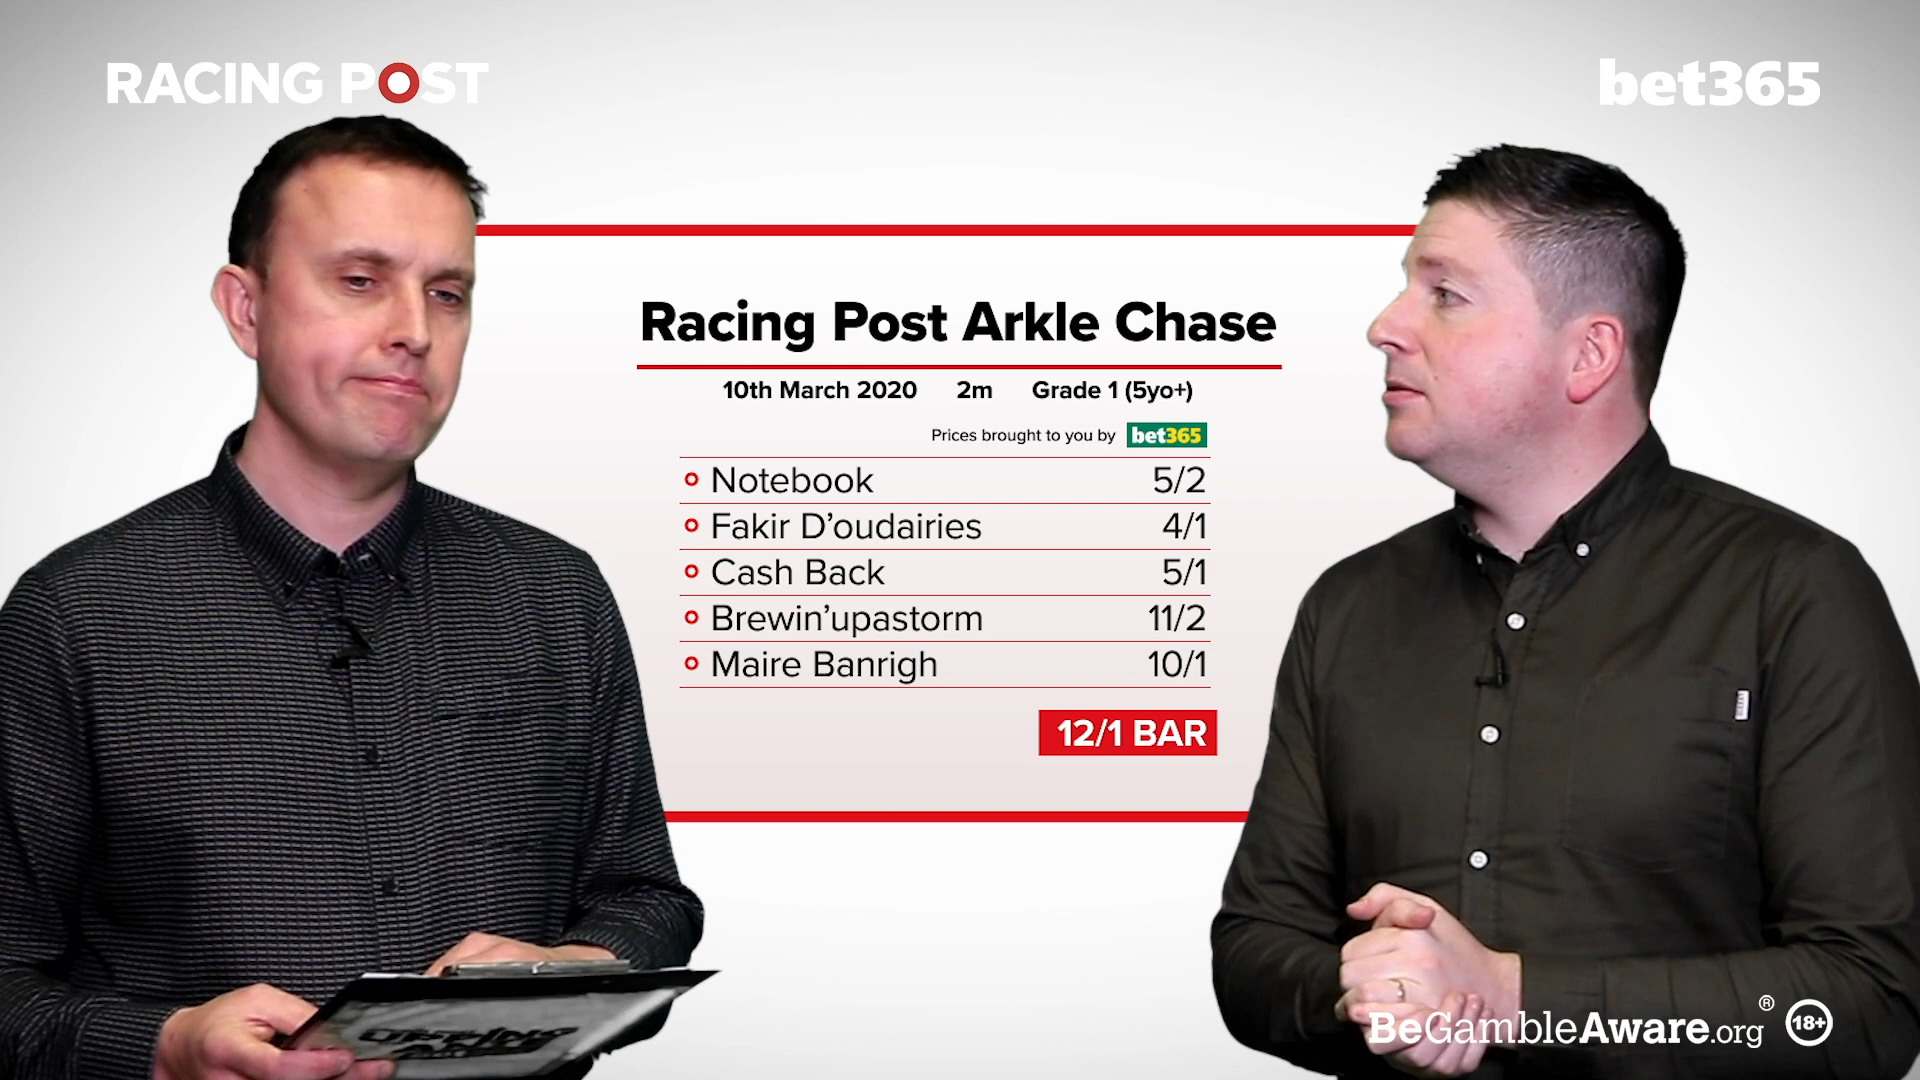 RACING POST
bet365
Racing Post Arkle Chase
10th March 2020 2m Grade 1 (5yo+)
Prices brought to you by bet365
Notebook 5/2
Fakir D’oudairies 4/1
Cash Back 5/1
Brewin’upastorm 11/2
Maire Banrigh 10/1
12/1 BAR
BeGambleAware.org® 18+